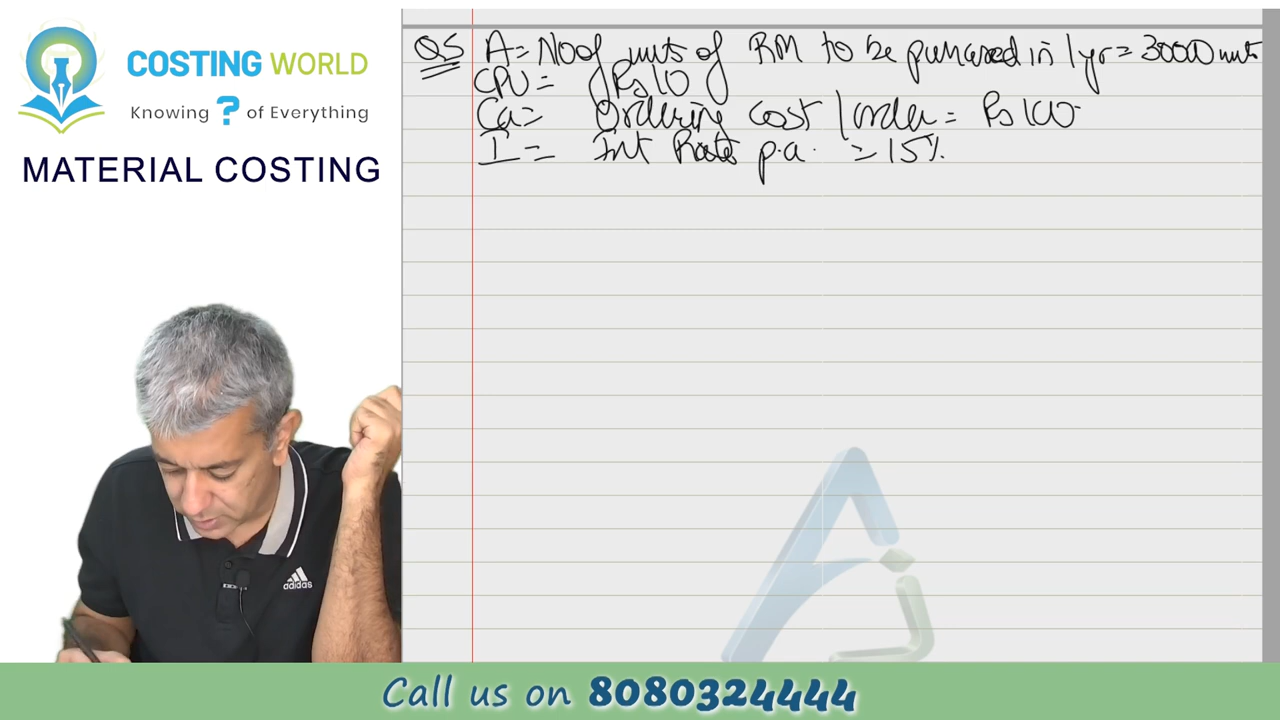 COSTING WORLD
Knowing ? of Everything
MATERIAL COSTING
Q5 A = No of units of RM to be purchased in 1 yr = 30000 units
CPU = Rs 10
Ca = Ordering cost / order = Rs 100
I = Int Rate p.a. = 15%
adidas
Call us on 8080324444